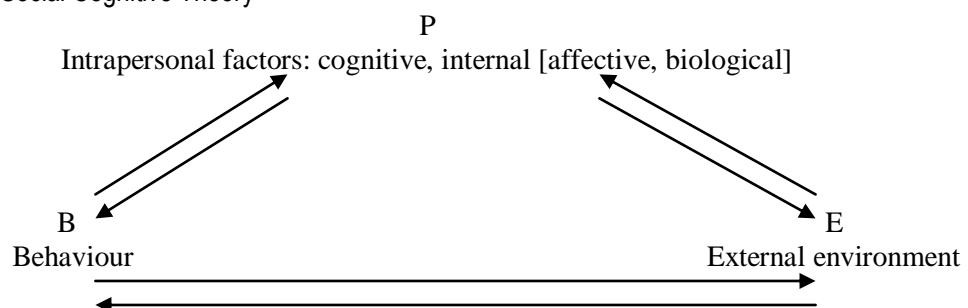 Social Cognitive Theory
P
Intrapersonal factors: cognitive, internal [affective, biological]
B
E
Behaviour
External environment